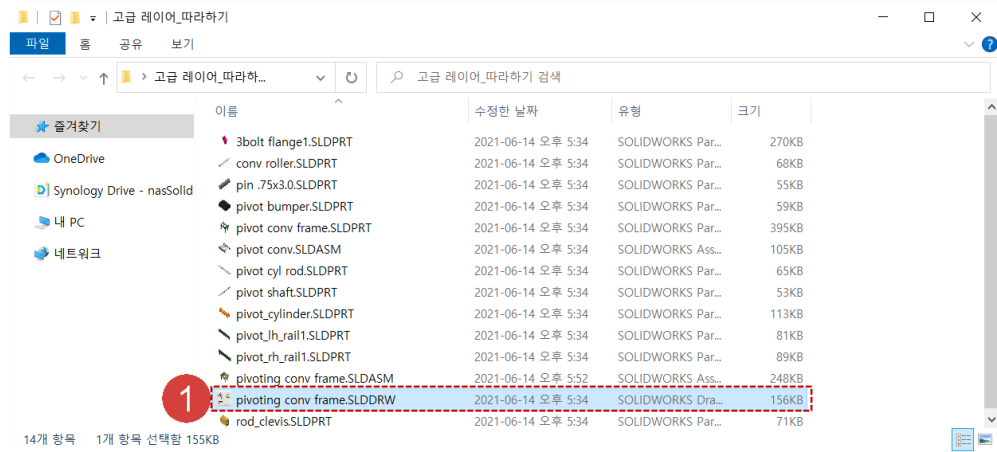 고급 레이어_따라하기
파일 홈 공유 보기
고급 레이어_따라하... 고급 레이어_따라하기 검색
이름 수정한 날짜 유형 크기
즐겨찾기
OneDrive
Synology Drive - nasSolid
내 PC
네트워크
3bolt flange1.SLDPRT 2021-06-14 오후 5:34 SOLIDWORKS Par... 270KB
conv roller.SLDPRT 2021-06-14 오후 5:34 SOLIDWORKS Par... 68KB
pin .75x3.0.SLDPRT 2021-06-14 오후 5:34 SOLIDWORKS Par... 55KB
pivot bumper.SLDPRT 2021-06-14 오후 5:34 SOLIDWORKS Par... 59KB
pivot conv frame.SLDPRT 2021-06-14 오후 5:34 SOLIDWORKS Par... 395KB
pivot conv.SLDASM 2021-06-14 오후 5:34 SOLIDWORKS Ass... 105KB
pivot cyl rod.SLDPRT 2021-06-14 오후 5:34 SOLIDWORKS Par... 65KB
pivot shaft.SLDPRT 2021-06-14 오후 5:34 SOLIDWORKS Par... 53KB
pivot_cylinder.SLDPRT 2021-06-14 오후 5:34 SOLIDWORKS Par... 113KB
pivot_lh_rail1.SLDPRT 2021-06-14 오후 5:34 SOLIDWORKS Par... 81KB
pivot_rh_rail1.SLDPRT 2021-06-14 오후 5:34 SOLIDWORKS Par... 89KB
pivoting conv frame.SLDASM 2021-06-14 오후 5:52 SOLIDWORKS Ass... 248KB
1 pivoting conv frame.SLDDRW 2021-06-14 오후 5:34 SOLIDWORKS Dra... 156KB
rod_clevis.SLDPRT 2021-06-14 오후 5:34 SOLIDWORKS Par... 71KB
14개 항목 1개 항목 선택함 155KB